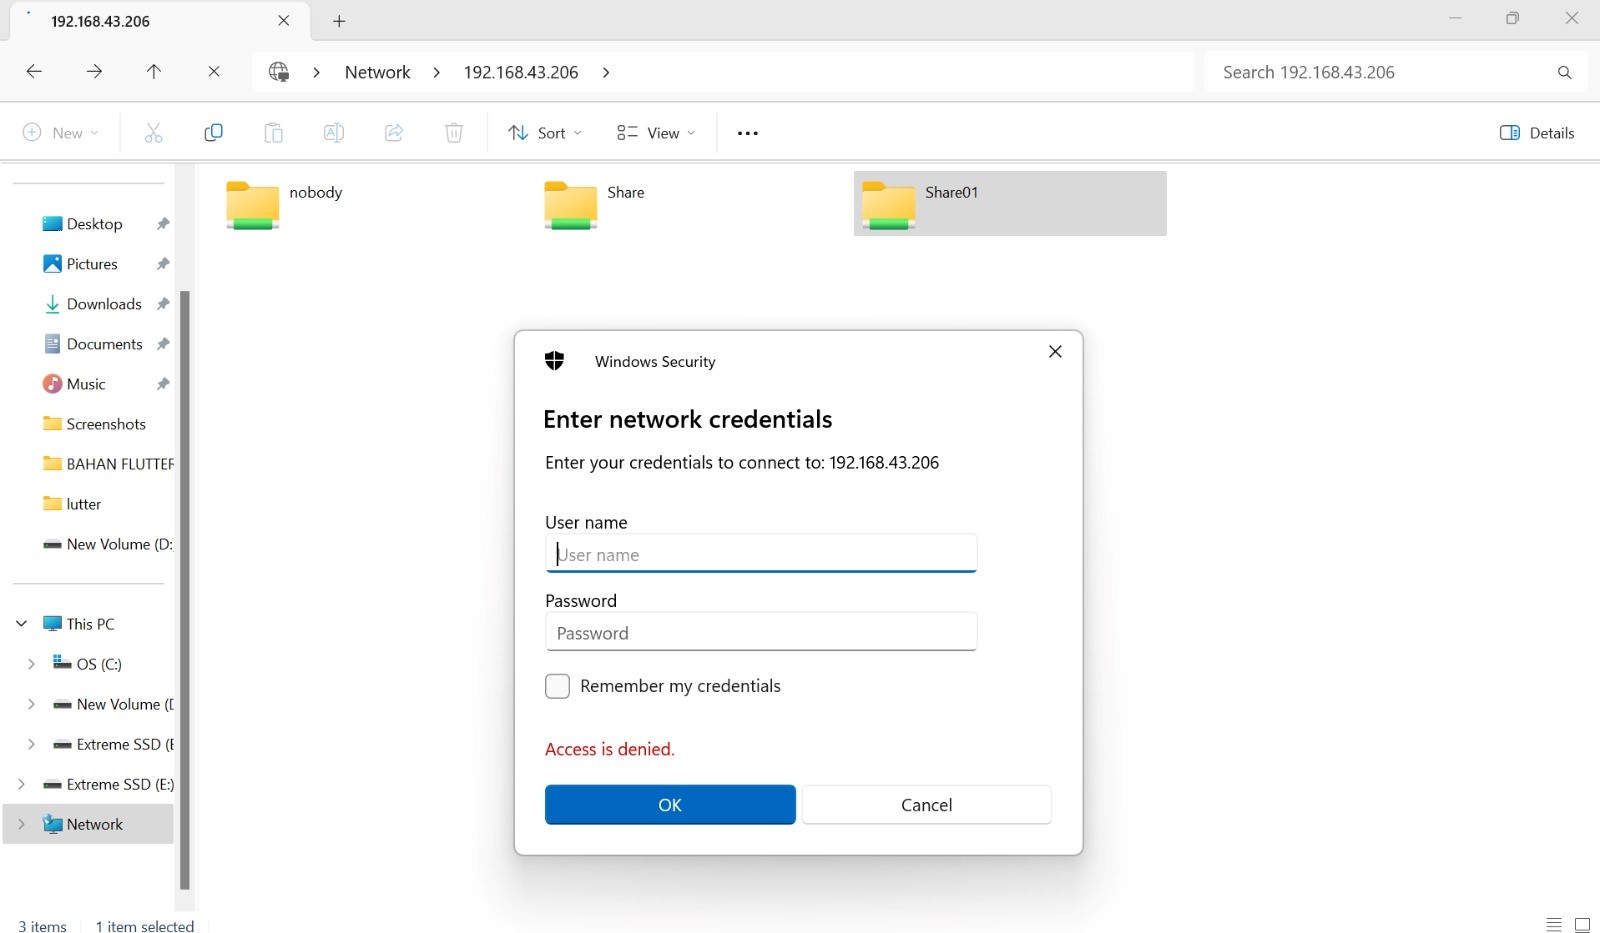 192.168.43.206
Network
192.168.43.206
Search 192.168.43.206
New
Sort
View
Details
nobody
Share
Share01
Desktop
Pictures
Downloads
Documents
Music
Screenshots
BAHAN FLUTTER
lutter
New Volume (D:
This PC
OS (C:)
New Volume (D
Extreme SSD (E
Extreme SSD (E:)
Network
Windows Security
Enter network credentials
Enter your credentials to connect to: 192.168.43.206
User name
User name
Password
Password
Remember my credentials
Access is denied.
OK
Cancel
3 items
1 item selected